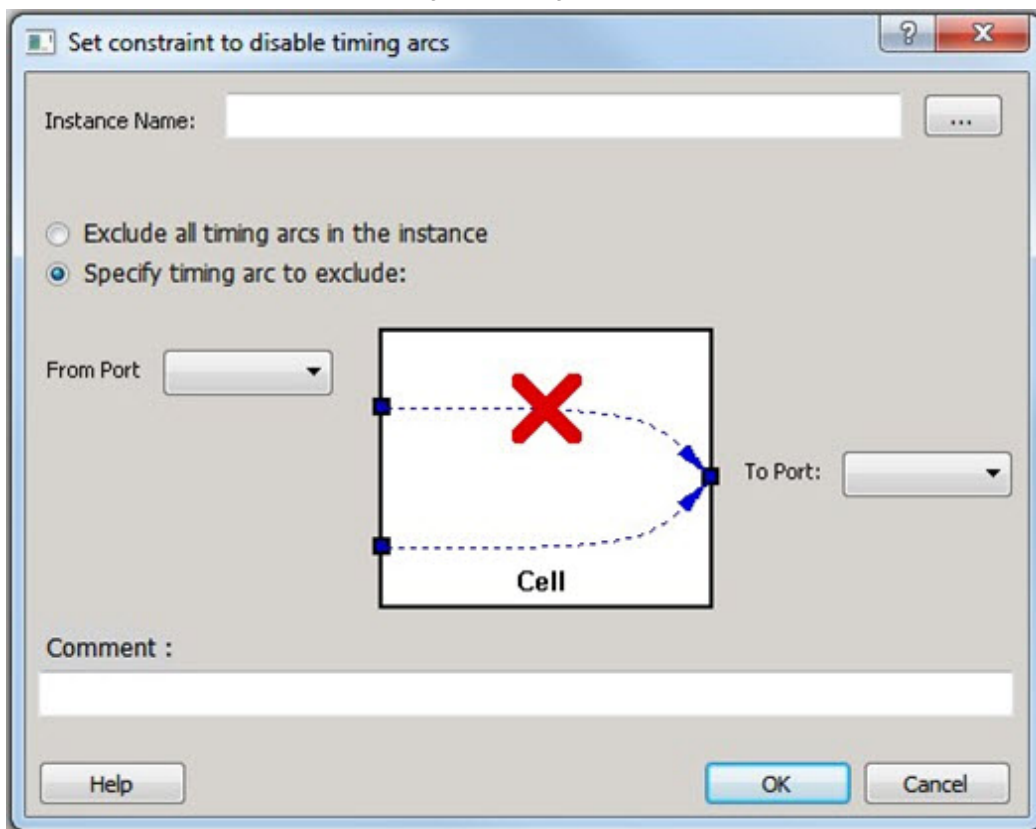 Set constraint to disable timing arcs
Instance Name:
...
Exclude all timing arcs in the instance
Specify timing arc to exclude:
From Port
To Port:
Cell
Comment :
Help
OK
Cancel